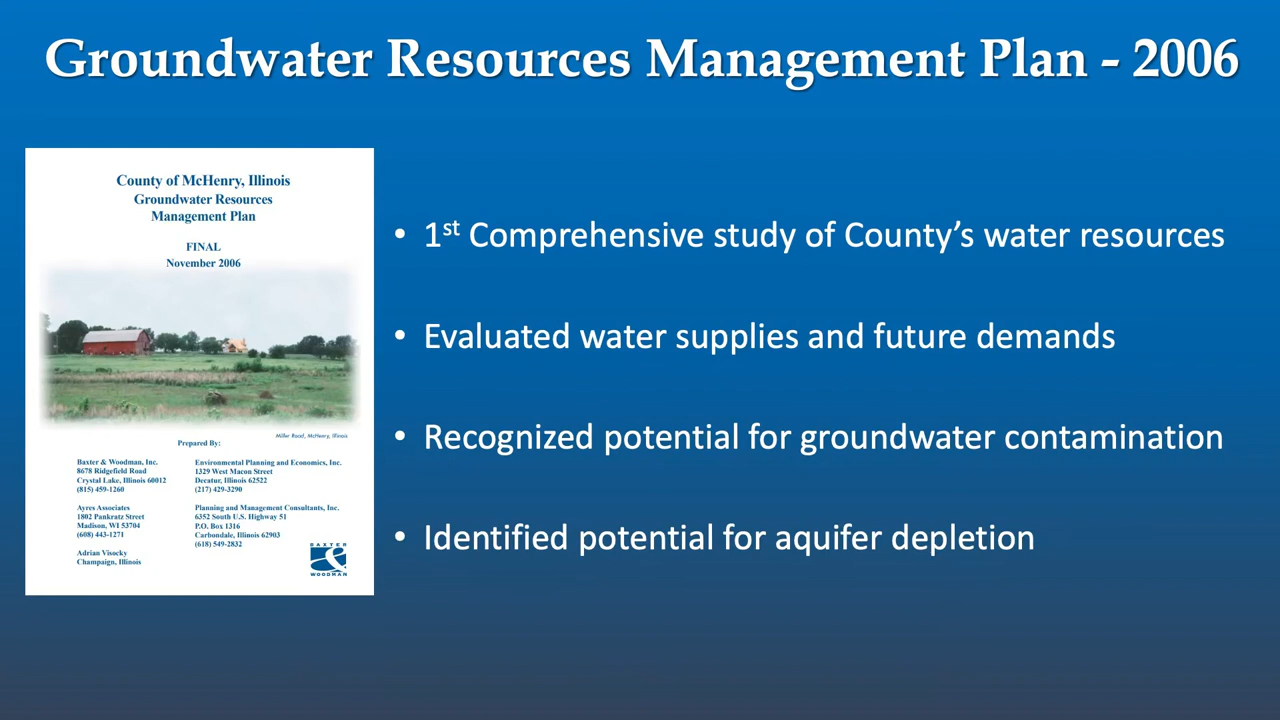 Groundwater Resources Management Plan - 2006
County of McHenry, Illinois
Groundwater Resources
Management Plan
FINAL
November 2006
Miller Road, McHenry, Illinois
Prepared By:
Baxter & Woodman, Inc.
8678 Ridgefield Road
Crystal Lake, Illinois 60012
(815) 459-1260
Environmental Planning and Economics, Inc.
1329 West Macon Street
Decatur, Illinois 62522
(217) 429-3290
Ayres Associates
1802 Pankratz Street
Madison, WI 53704
(608) 443-1271
Planning and Management Consultants, Inc.
6352 South U.S. Highway 51
P.O. Box 1316
Carbondale, Illinois 62903
(618) 549-2832
Adrian Visocky
Champaign, Illinois
BAXTER
&
WOODMAN
• 1st Comprehensive study of County's water resources
• Evaluated water supplies and future demands
• Recognized potential for groundwater contamination
• Identified potential for aquifer depletion